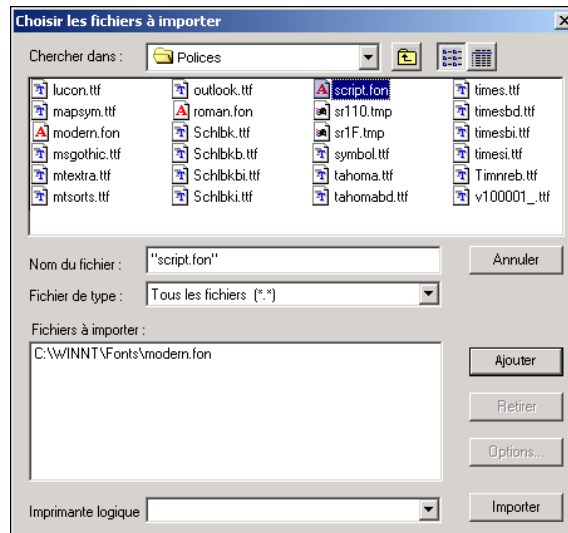 Choisir les fichiers à importer
Chercher dans :
Polices
lucon.ttf
mapsym.ttf
modern.fon
msgothic.ttf
mtextra.ttf
mtsorts.ttf
outlook.ttf
roman.fon
Schlbk.ttf
Schlbkb.ttf
Schlbkbi.ttf
Schlbki.ttf
script.fon
sr110.tmp
sr1F.tmp
symbol.ttf
tahoma.ttf
tahomabd.ttf
times.ttf
timesbd.ttf
timesbi.ttf
timesi.ttf
Timnreb.ttf
v100001_.ttf
Nom du fichier :
"script.fon"
Annuler
Fichier de type :
Tous les fichiers (*.*)
Fichiers à importer :
C:\WINNT\Fonts\modern.fon
Ajouter
Retirer
Options...
Imprimante logique
Importer